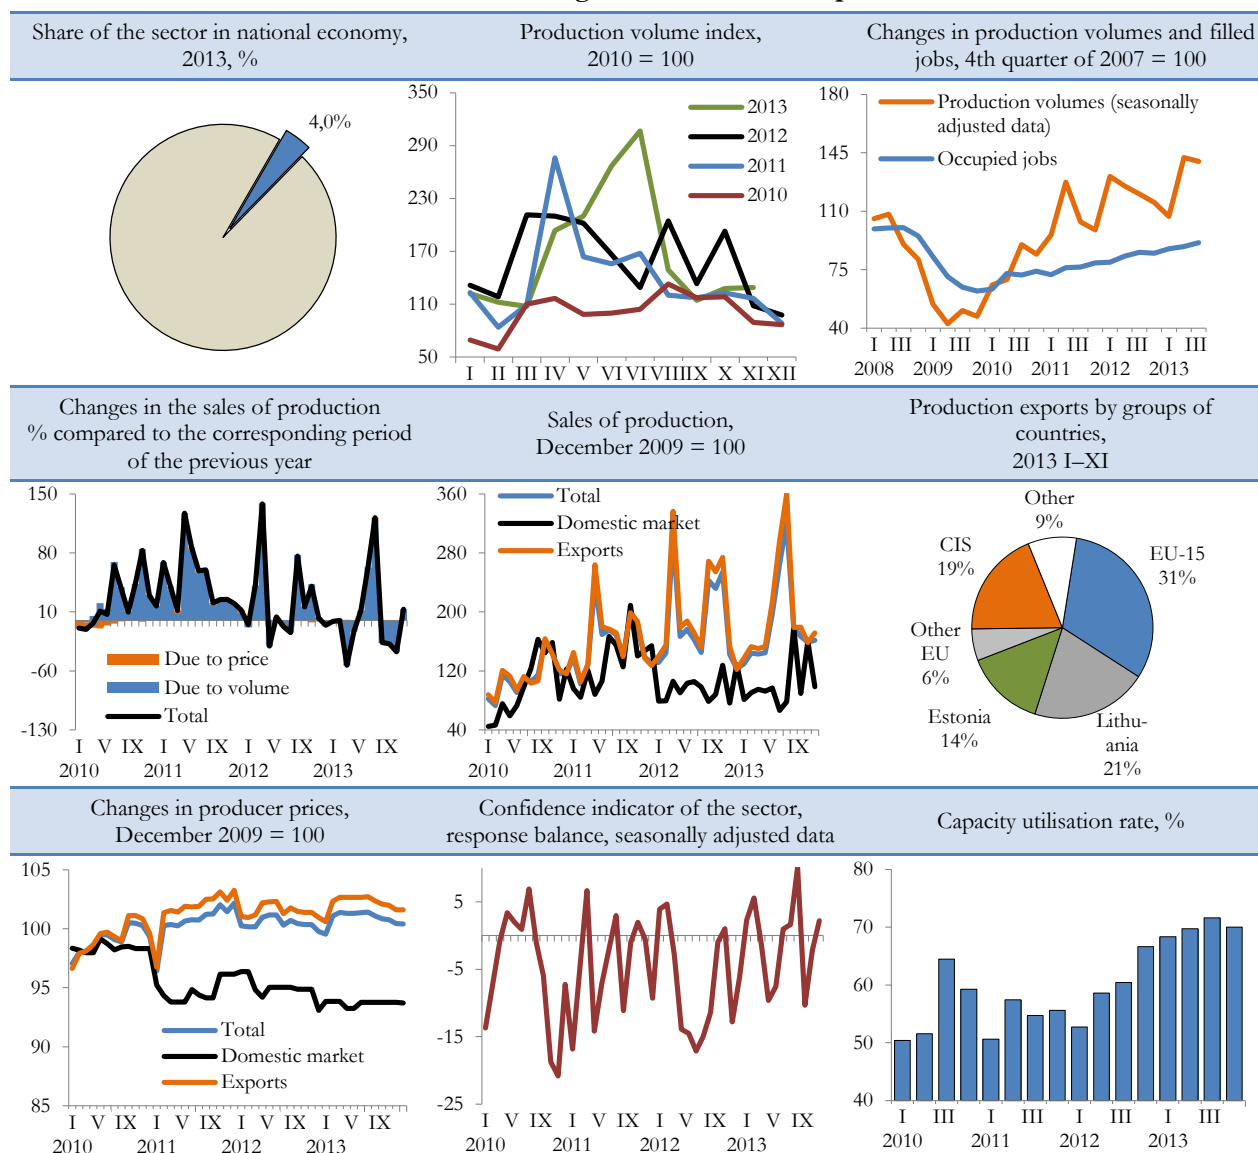 Share of the sector in national economy,
2013, %
4,0%
Production volume index,
2010 = 100
350
290
230
170
110
50
2013
2012
2011
2010
I II III IV V VI VII VIII IX X XI XII
Changes in production volumes and filled
jobs, 4th quarter of 2007 = 100
180
145
110
75
40
Production volumes (seasonally
adjusted data)
Occupied jobs
I III I III I III I III I III I III
2008 2009 2010 2011 2012 2013
Changes in the sales of production
% compared to the corresponding period
of the previous year
150
80
10
-60
-130
Due to price
Due to volume
Total
I V IX I V IX I V IX I V IX
2010 2011 2012 2013
Sales of production,
December 2009 = 100
360
280
200
120
40
Total
Domestic market
Exports
I V IX I V IX I V IX I V IX
2010 2011 2012 2013
Production exports by groups of
countries,
2013 I–XI
Other
9%
EU-15
31%
CIS
19%
Other
EU
6%
Estonia
14%
Lithu-
ania
21%
Changes in producer prices,
December 2009 = 100
105
100
95
90
85
Total
Domestic market
Exports
I V IX I V IX I V IX I V IX
2010 2011 2012 2013
Confidence indicator of the sector,
response balance, seasonally adjusted data
5
-5
-15
-25
I V IX I V IX I V IX I V IX
2010 2011 2012 2013
Capacity utilisation rate, %
80
70
60
50
40
I III I III I III I III
2010 2011 2012 2013